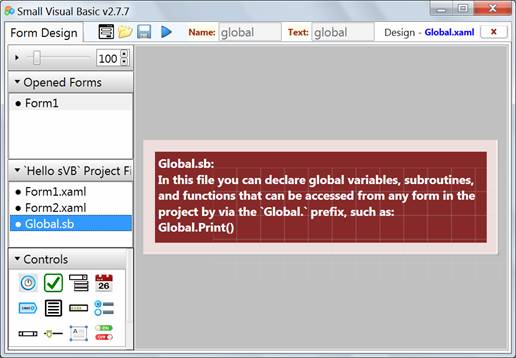 Small Visual Basic v2.7.7
Form Design
Name: global Text: global Design - Global.xaml x
100
Opened Forms
Form1
`Hello sVB` Project Fi
Form1.xaml
Form2.xaml
Global.sb
Controls
26
ON
OFF
Global.sb:
In this file you can declare global variables, subroutines,
and functions that can be accessed from any form in the
project by via the `Global.` prefix, such as:
Global.Print()